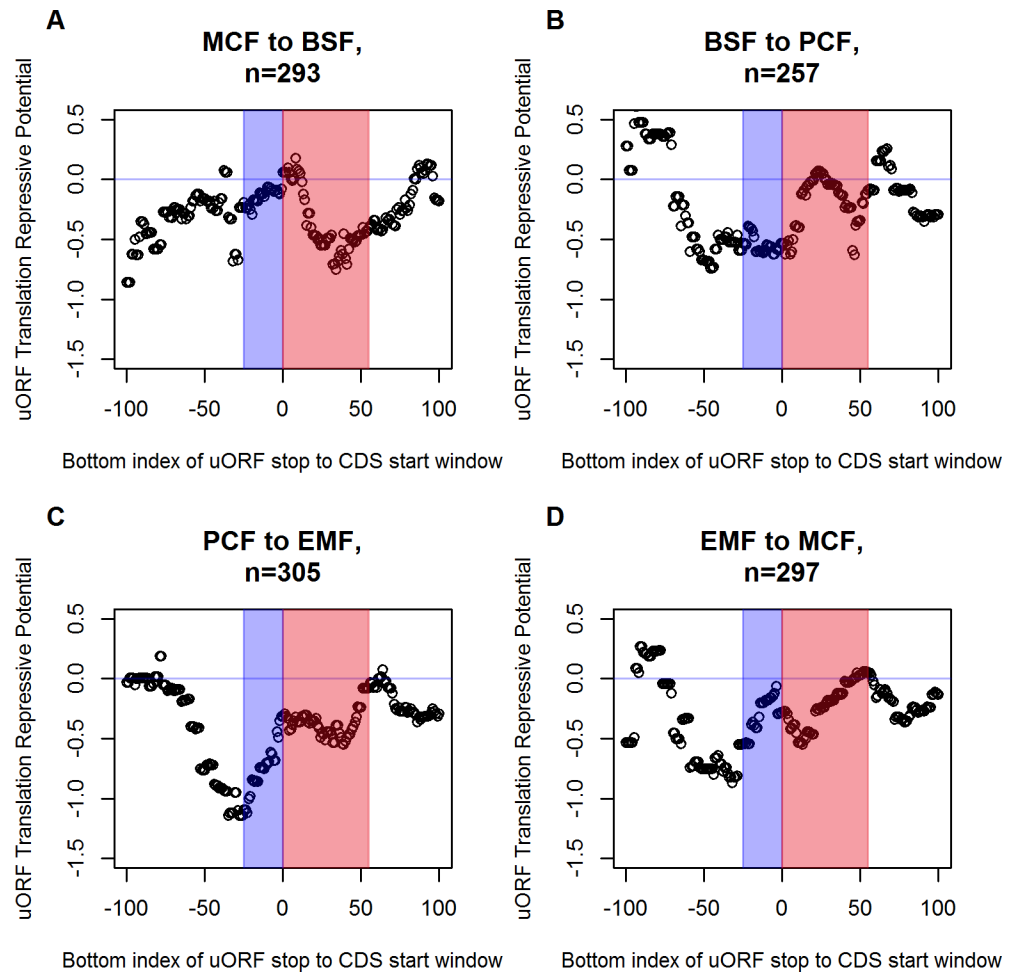 A
MCF to BSF,
n=293
uORF Translation Repressive Potential
0.5
0.0
-0.5
-1.0
-1.5
-100 -50 0 50 100
Bottom index of uORF stop to CDS start window
B
BSF to PCF,
n=257
uORF Translation Repressive Potential
0.5
0.0
-0.5
-1.0
-1.5
-100 -50 0 50 100
Bottom index of uORF stop to CDS start window
C
PCF to EMF,
n=305
uORF Translation Repressive Potential
0.5
0.0
-0.5
-1.0
-1.5
-100 -50 0 50 100
Bottom index of uORF stop to CDS start window
D
EMF to MCF,
n=297
uORF Translation Repressive Potential
0.5
0.0
-0.5
-1.0
-1.5
-100 -50 0 50 100
Bottom index of uORF stop to CDS start window